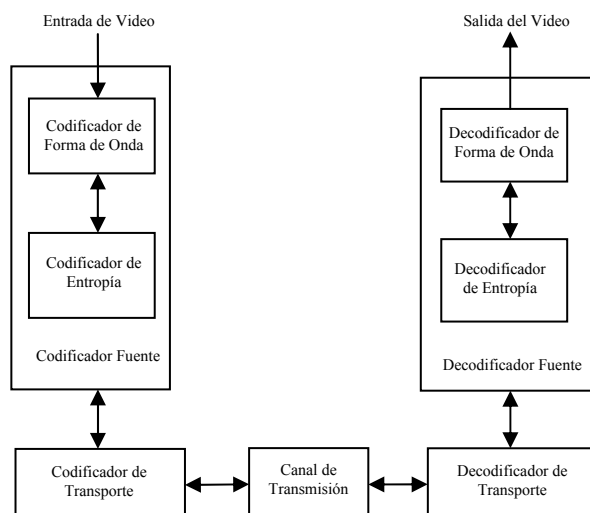 Entrada de Video
Codificador de
Forma de Onda
Codificador de
Entropía
Codificador Fuente
Codificador de
Transporte
Canal de
Transmisión
Salida del Video
Decodificador de
Forma de Onda
Decodificador
de Entropía
Decodificador Fuente
Decodificador de
Transporte